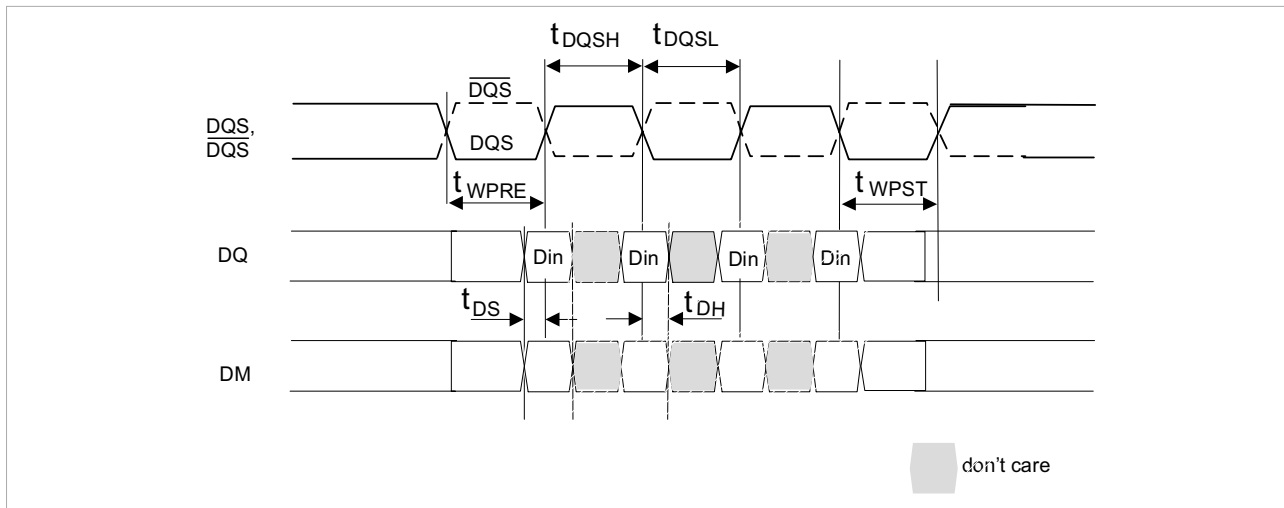 tDQSH
tDQSL
DQS
DQS,
DQS
DQS
tWPRE
tWPST
DQ
Din
Din
Din
Din
tDS
tDH
DM
don't care